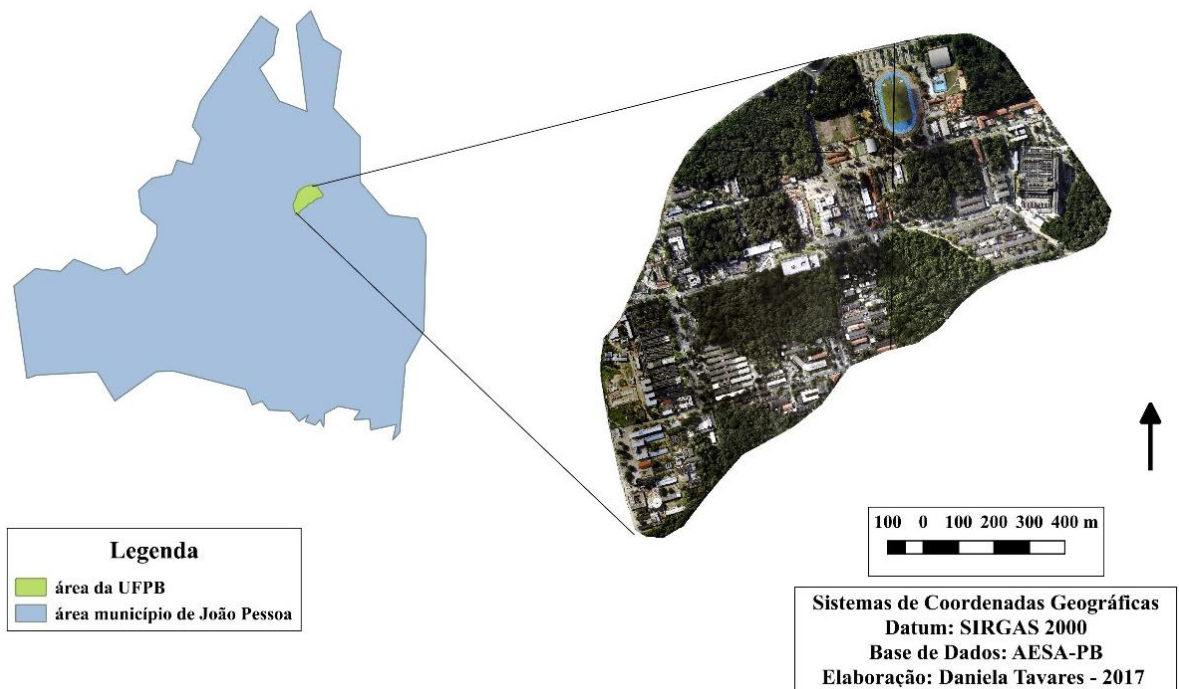 Legenda
área da UFPB
área município de João Pessoa
100 0 100 200 300 400 m
Sistemas de Coordenadas Geográficas
Datum: SIRGAS 2000
Base de Dados: AESA-PB
Elaboração: Daniela Tavares - 2017